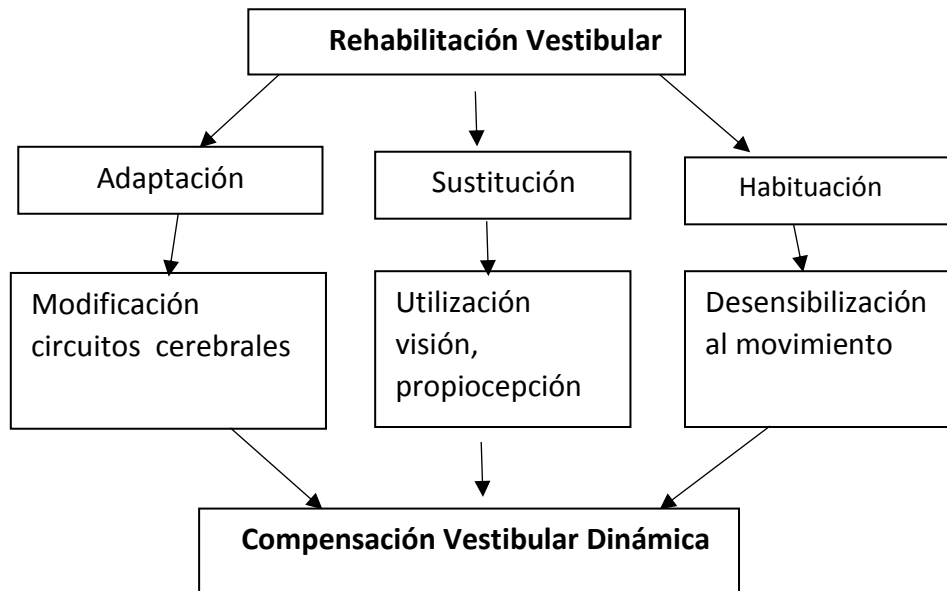 Rehabilitación Vestibular
Adaptación
Sustitución
Habituación
Modificación
circuitos cerebrales
Utilización
visión,
propiocepción
Desensibilización
al movimiento
Compensación Vestibular Dinámica